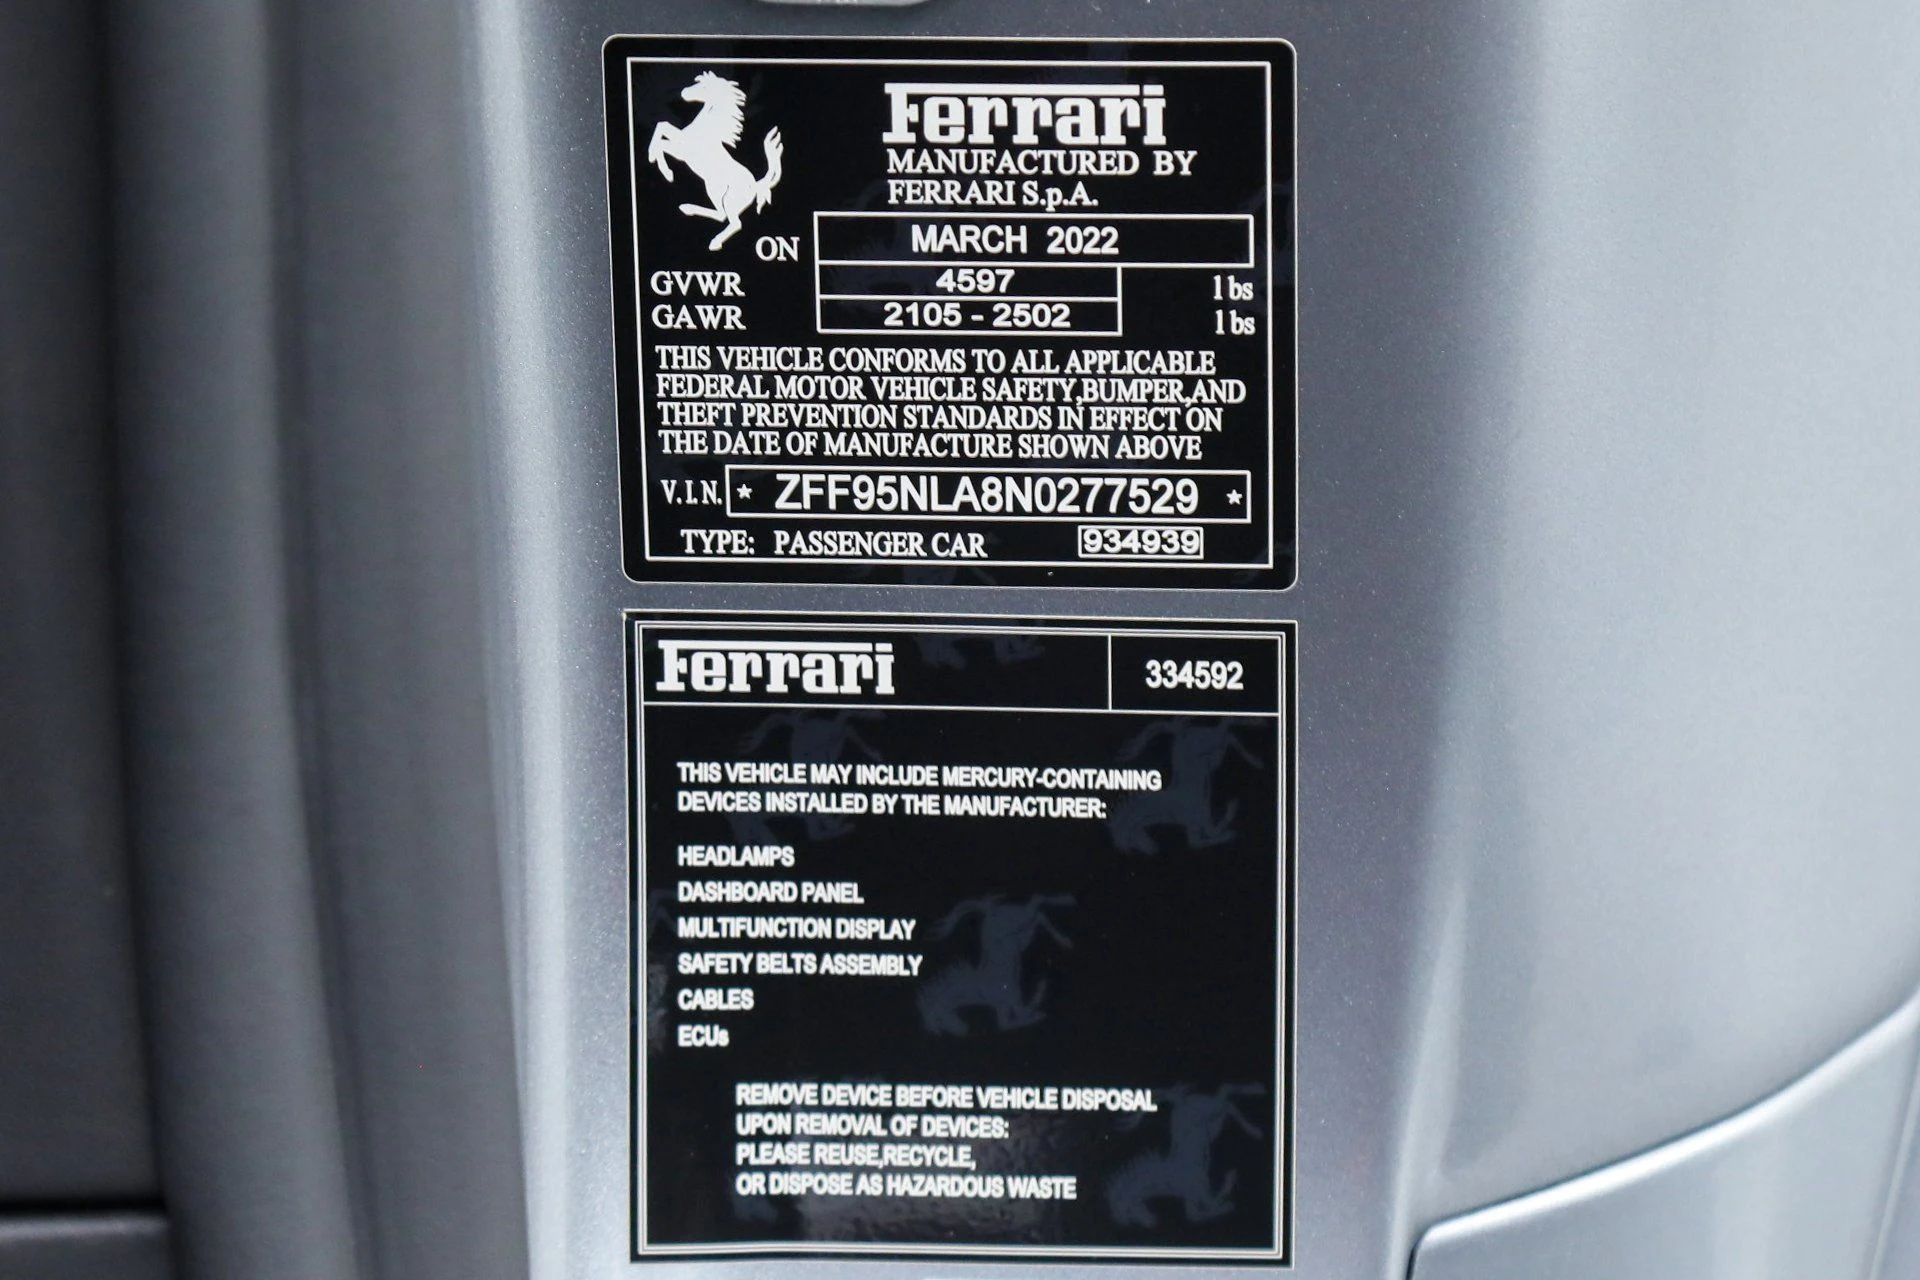 Ferrari
MANUFACTURED BY
FERRARI S.p.A.
ON MARCH 2022
GVWR 4597 lbs
GAWR 2105 - 2502 lbs
THIS VEHICLE CONFORMS TO ALL APPLICABLE
FEDERAL MOTOR VEHICLE SAFETY,BUMPER,AND
THEFT PREVENTION STANDARDS IN EFFECT ON
THE DATE OF MANUFACTURE SHOWN ABOVE
V.I.N. * ZFF95NLA8N0277529 *
TYPE: PASSENGER CAR 934939
Ferrari 334592
THIS VEHICLE MAY INCLUDE MERCURY-CONTAINING
DEVICES INSTALLED BY THE MANUFACTURER:
HEADLAMPS
DASHBOARD PANEL
MULTIFUNCTION DISPLAY
SAFETY BELTS ASSEMBLY
CABLES
ECUs
REMOVE DEVICE BEFORE VEHICLE DISPOSAL
UPON REMOVAL OF DEVICES:
PLEASE REUSE,RECYCLE,
OR DISPOSE AS HAZARDOUS WASTE